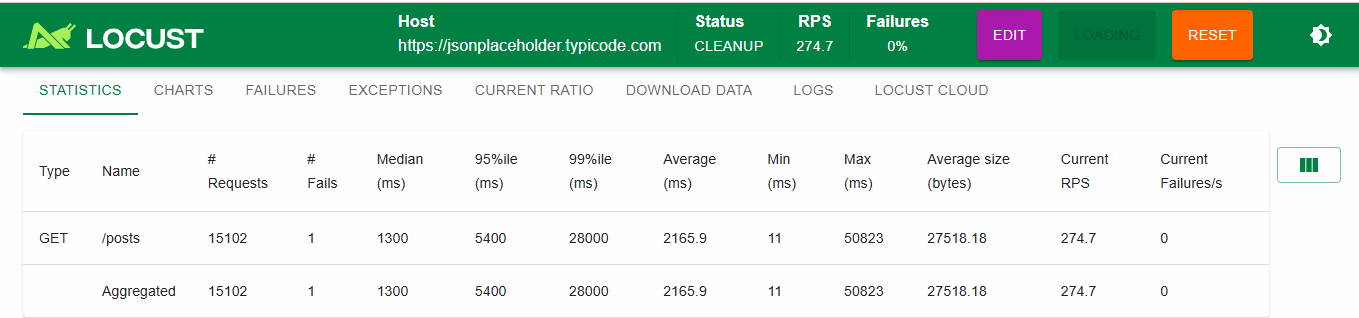 LOCUST
Host
https://jsonplaceholder.typicode.com
Status
CLEANUP
RPS
274.7
Failures
0%
EDIT
LOADING
RESET
STATISTICS CHARTS FAILURES EXCEPTIONS CURRENT RATIO DOWNLOAD DATA LOGS LOCUST CLOUD
Type Name # Requests # Fails Median (ms) 95%ile (ms) 99%ile (ms) Average (ms) Min (ms) Max (ms) Average size (bytes) Current RPS Current Failures/s
GET /posts 15102 1 1300 5400 28000 2165.9 11 50823 27518.18 274.7 0
Aggregated 15102 1 1300 5400 28000 2165.9 11 50823 27518.18 274.7 0